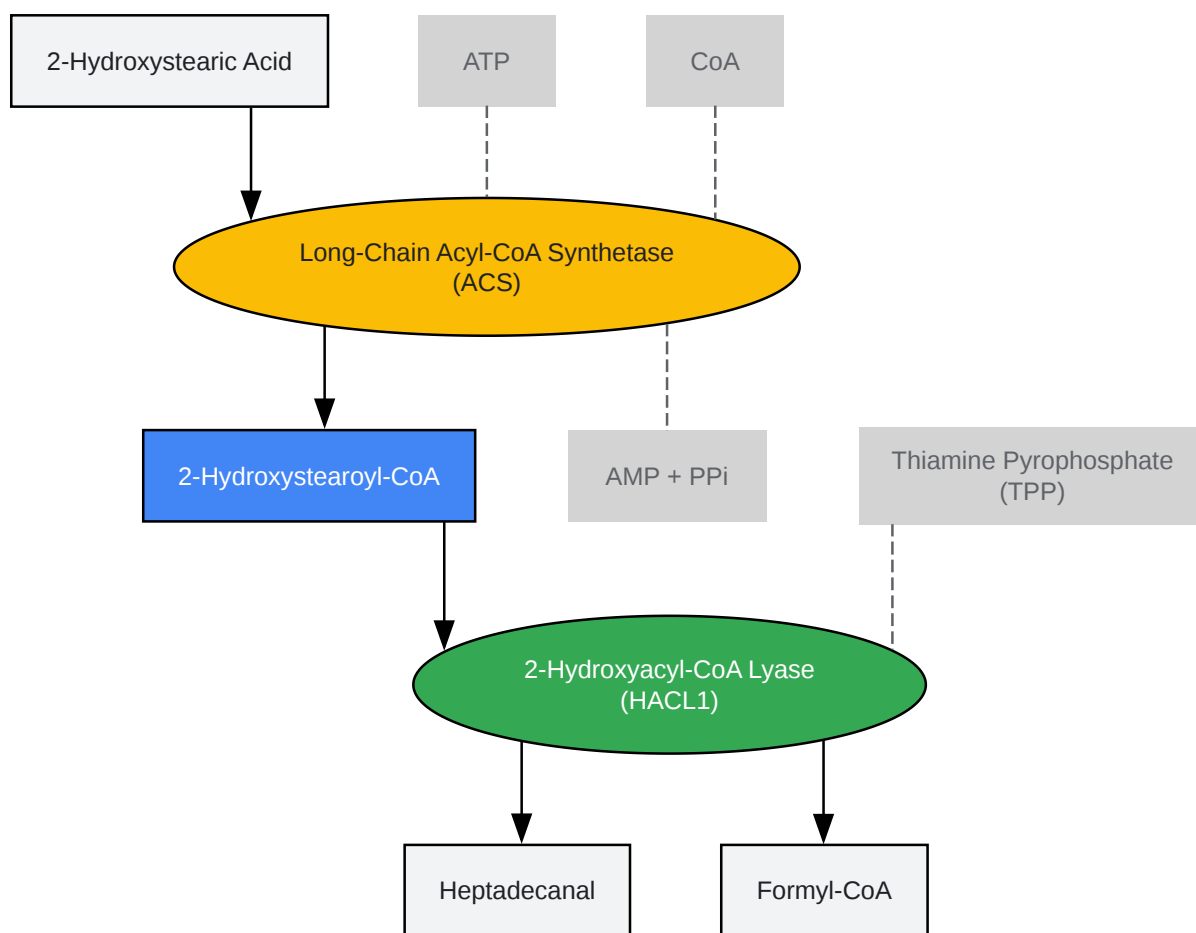 2-Hydroxystearic Acid
ATP
CoA
Long-Chain Acyl-CoA Synthetase
(ACS)
2-Hydroxystearoyl-CoA
AMP + PPi
Thiamine Pyrophosphate
(TPP)
2-Hydroxyacyl-CoA Lyase
(HACL1)
Heptadecanal
Formyl-CoA